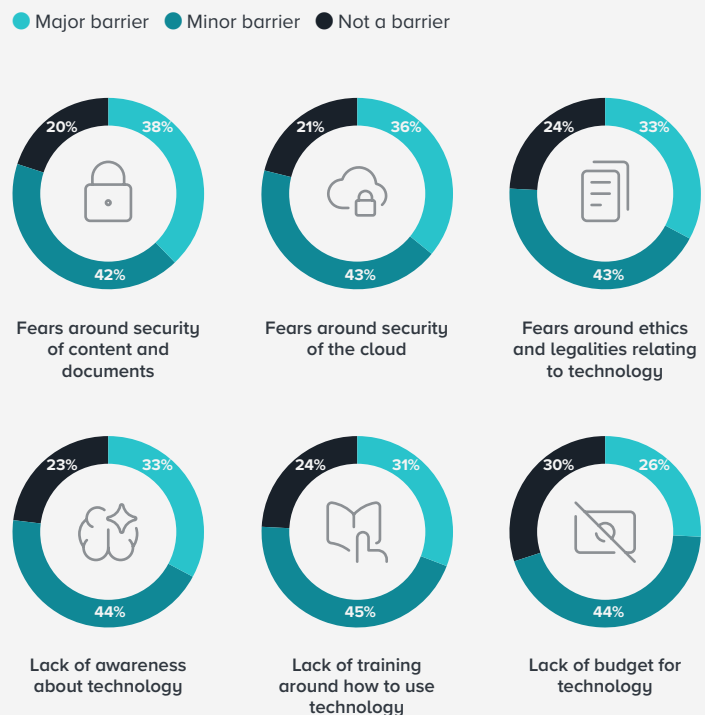 Major barrier Minor barrier Not a barrier
20% 38%
42%
Fears around security
of content and
documents
21% 36%
43%
Fears around security
of the cloud
24% 33%
43%
Fears around ethics
and legalities relating
to technology
23% 33%
44%
Lack of awareness
about technology
24% 31%
45%
Lack of training
around how to use
technology
30% 26%
44%
Lack of budget for
technology